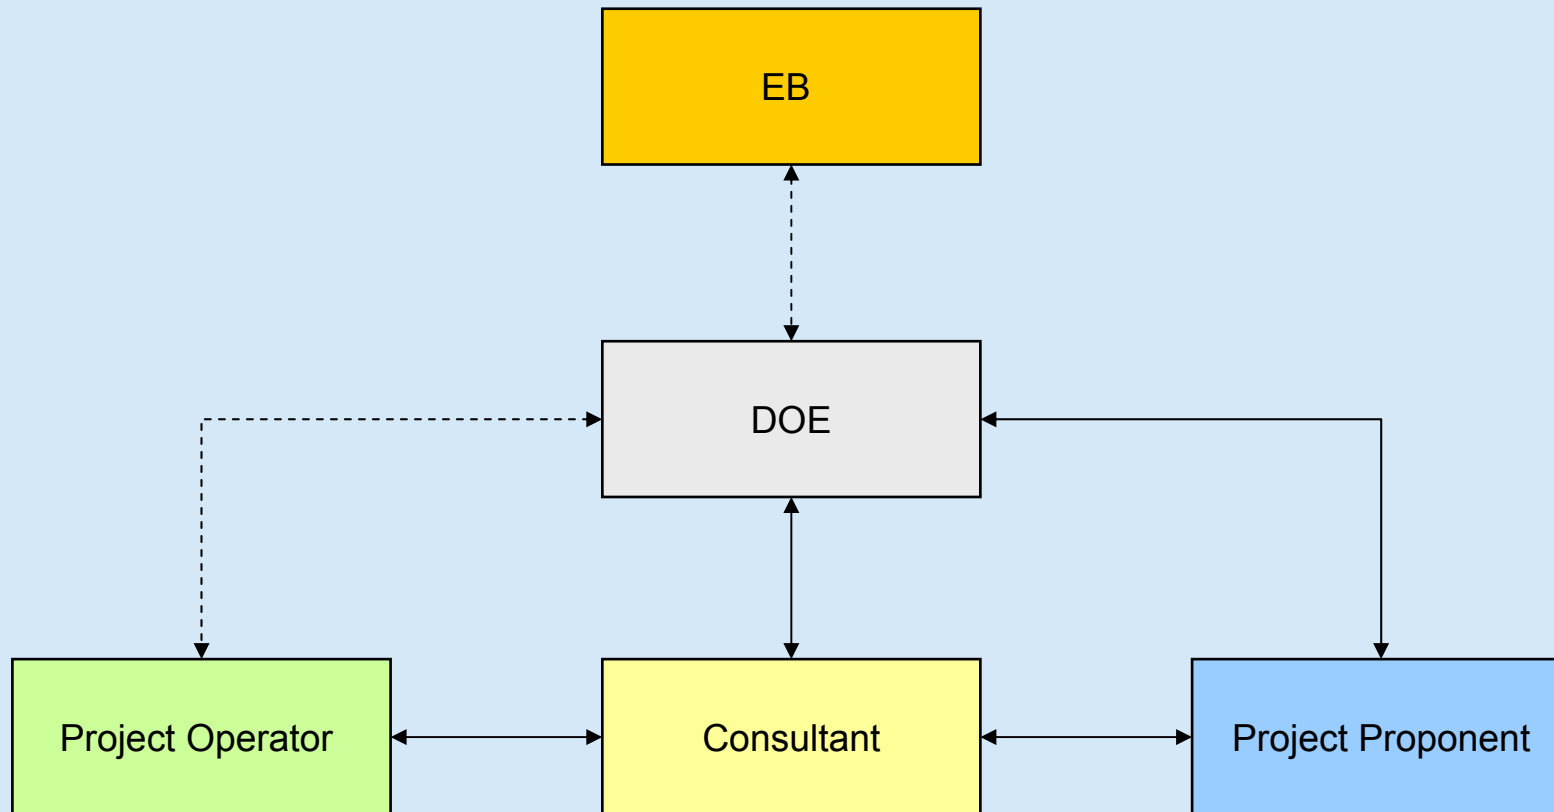 EB
DOE
Project Operator
Consultant
Project Proponent